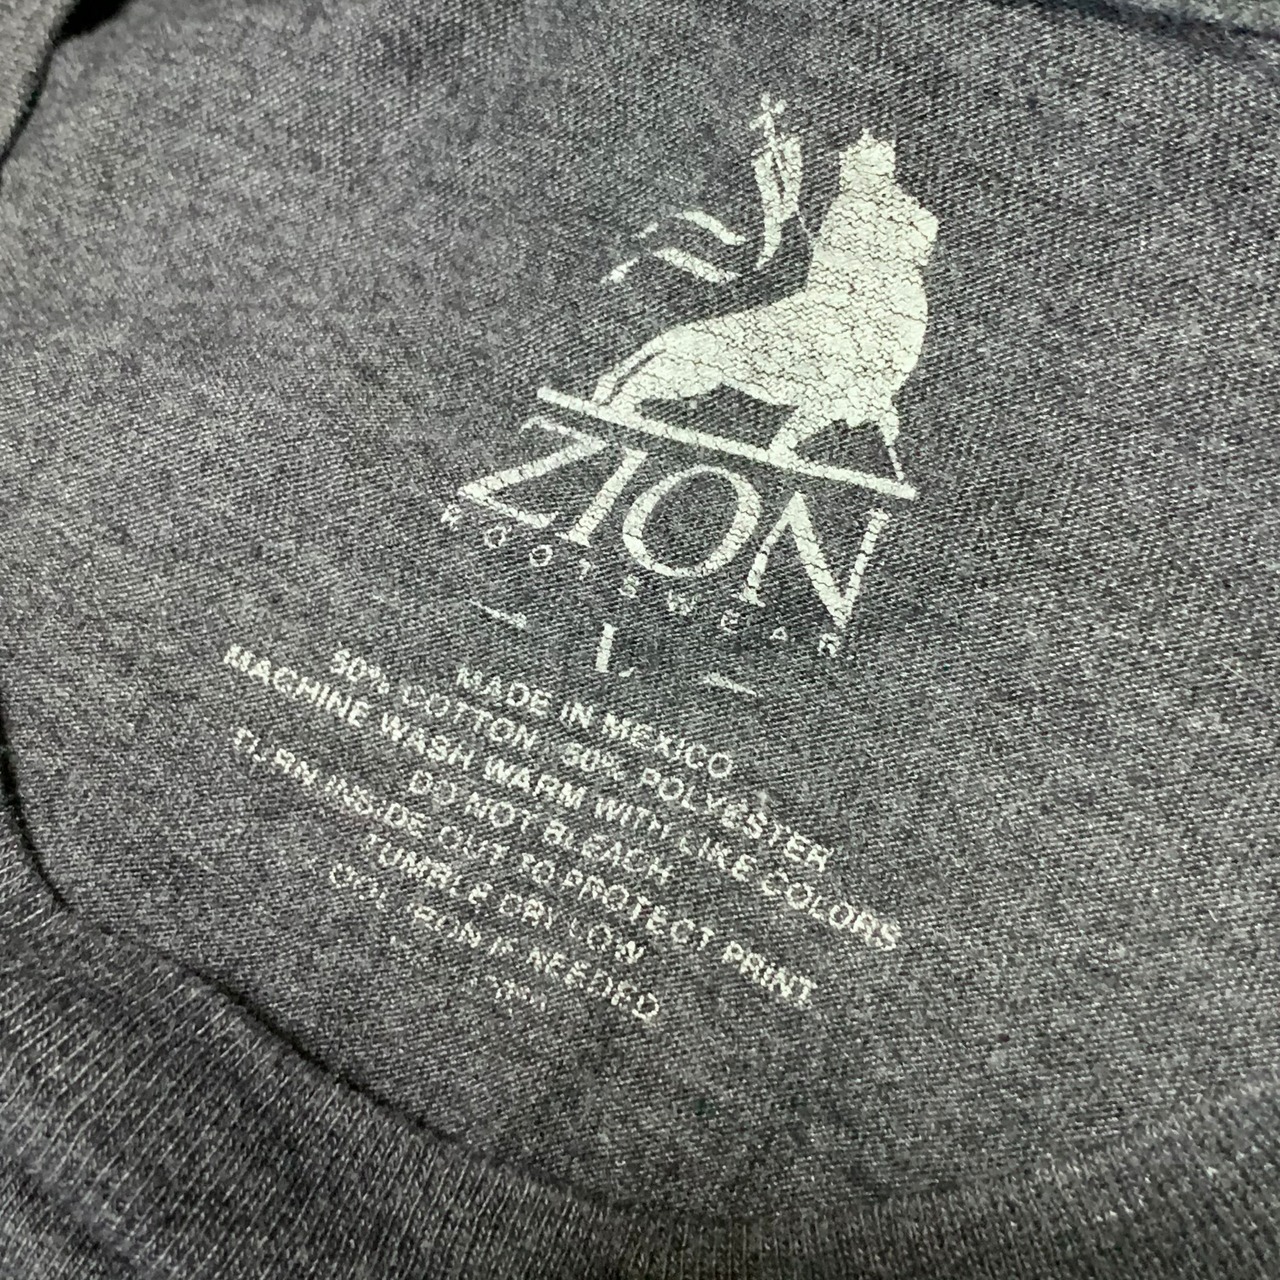 ZION
ROOTSWEAR
- L -
MADE IN MEXICO
50% COTTON 50% POLYESTER
MACHINE WASH WARM WITH LIKE COLORS
DO NOT BLEACH
TURN INSIDE OUT TO PROTECT PRINT
TUMBLE DRY LOW
COOL IRON IF NEEDED